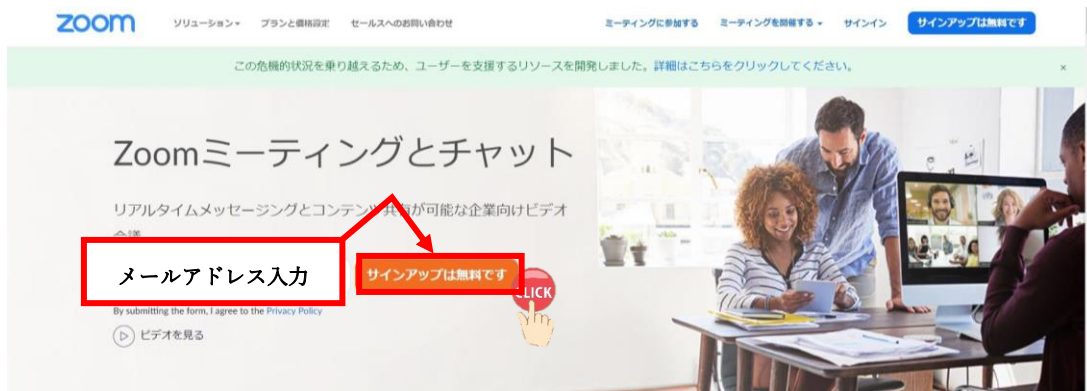 zoom
ソリューション プランと価格設定 セールスへのお問い合わせ ミーティングに参加する ミーティングを開催する サインイン サインアップは無料です
この危機的状況を乗り越えるため、ユーザーを支援するリソースを開発しました。詳細はこちらをクリックしてください。 ×
Zoomミーティングとチャット
リアルタイムメッセージングとコンテンツ共有が可能な企業向けビデオ
会議
メールアドレス入力
サインアップは無料です
CLICK
By submitting the form, I agree to the Privacy Policy
ビデオを見る